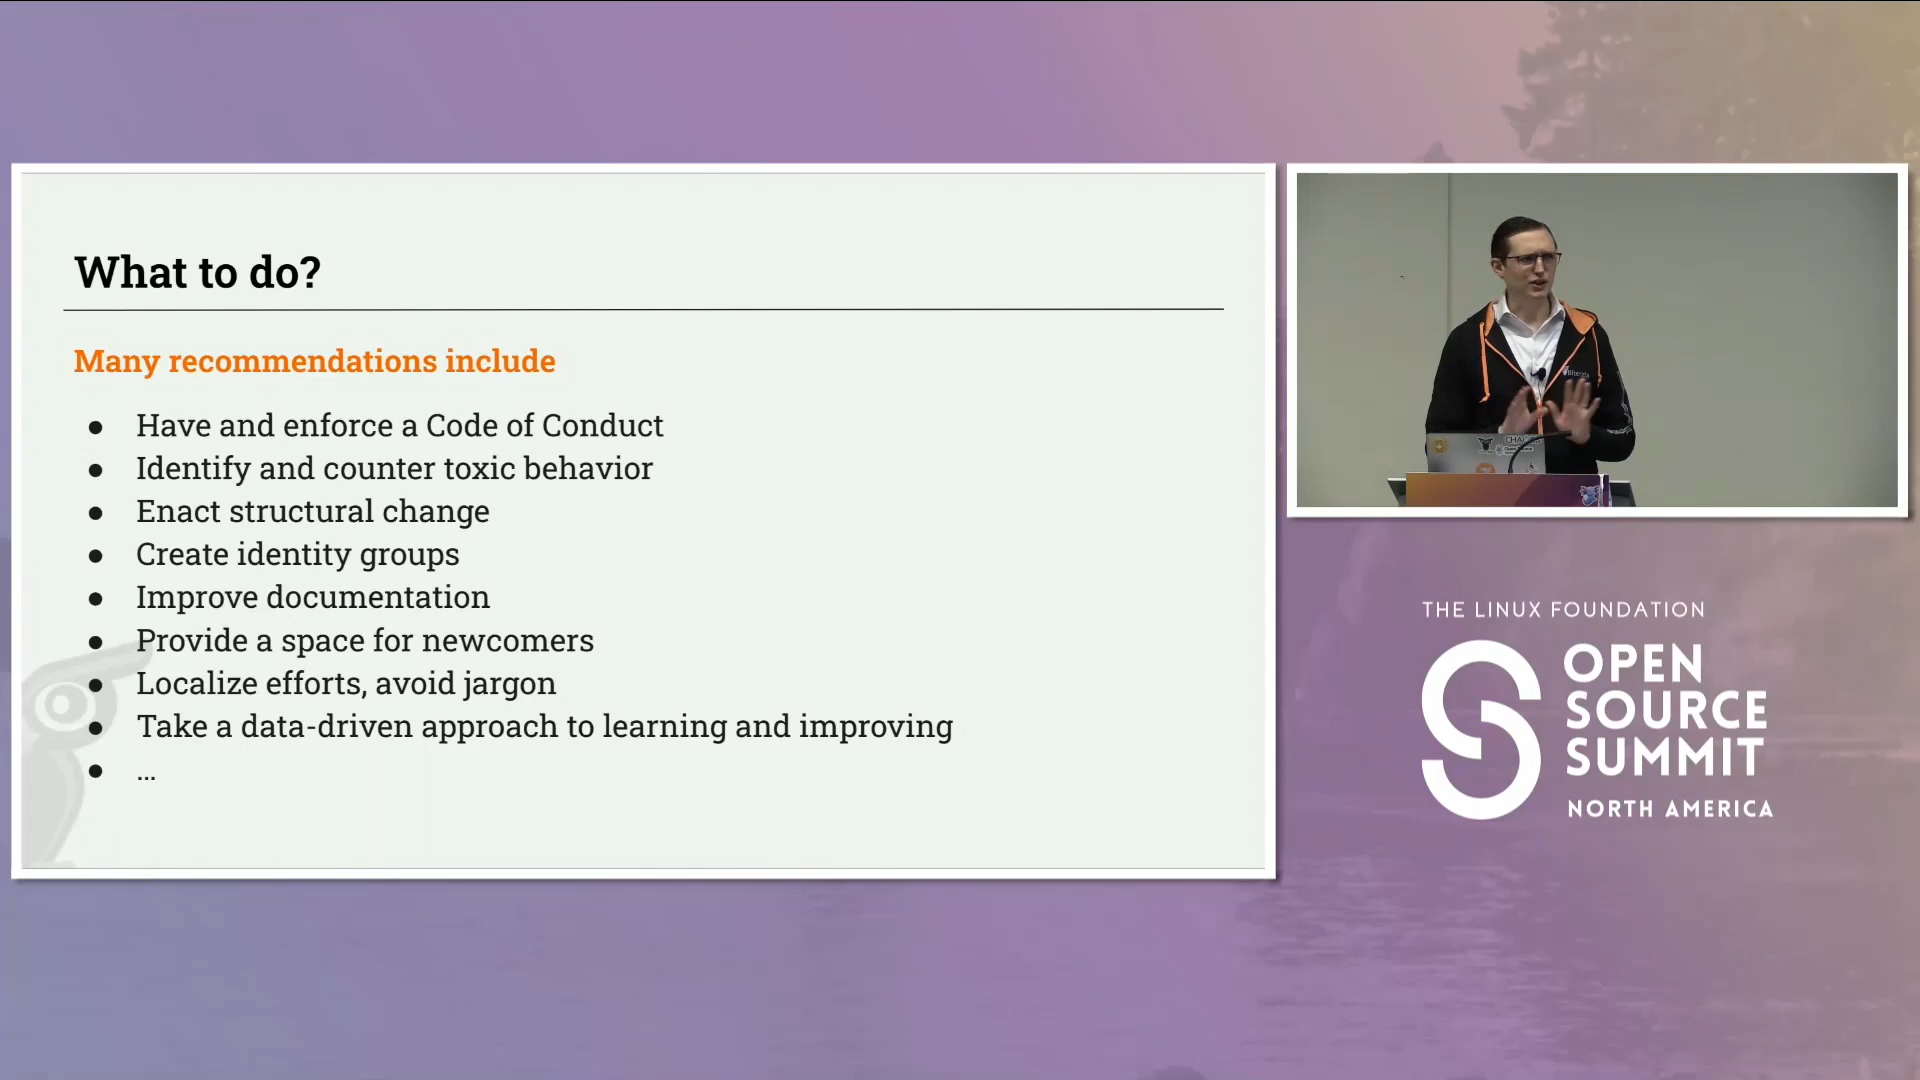 What to do?
Many recommendations include
● Have and enforce a Code of Conduct
● Identify and counter toxic behavior
● Enact structural change
● Create identity groups
● Improve documentation
● Provide a space for newcomers
● Localize efforts, avoid jargon
● Take a data-driven approach to learning and improving
● ...
THE LINUX FOUNDATION
OPEN
SOURCE
SUMMIT
NORTH AMERICA